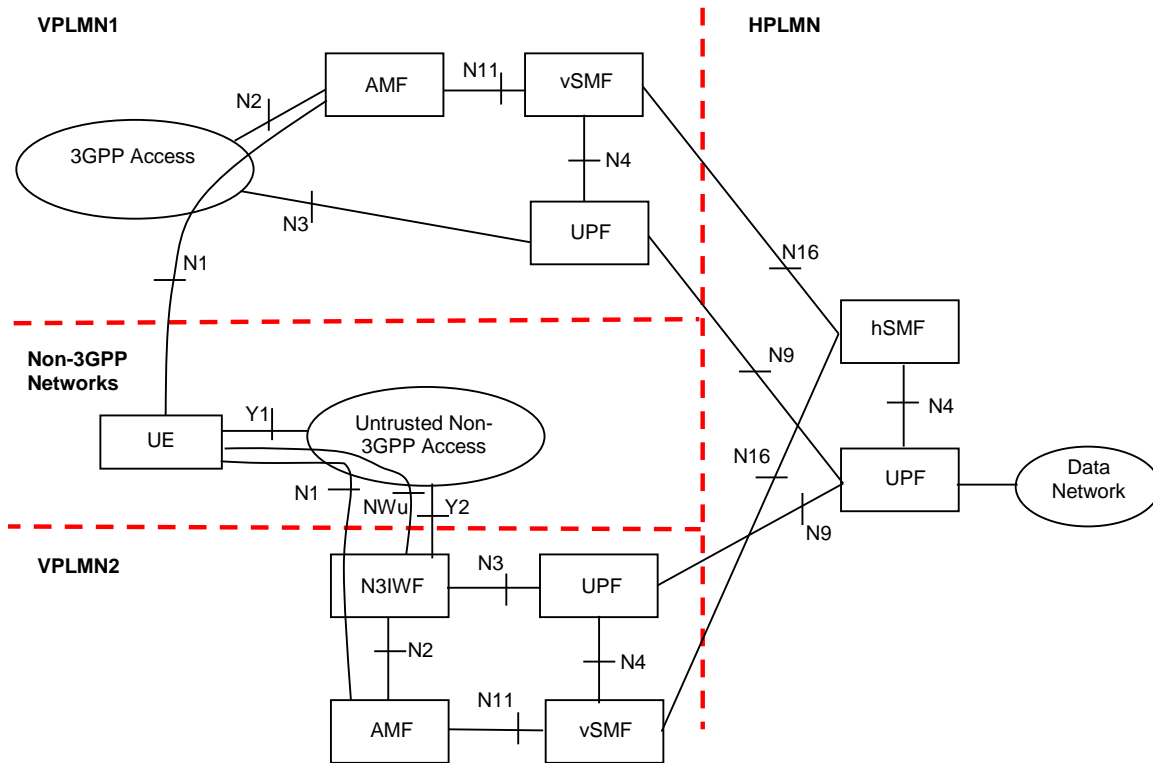 VPLMN1
HPLMN
N11
AMF
vSMF
N2
3GPP Access
N4
N3
UPF
N16
N1
hSMF
Non-3GPP
Networks
N9
N4
Y1
Untrusted Non-
3GPP Access
UE
N16
UPF
Data
Network
N1
NWu
Y2
N9
VPLMN2
N3IWF
N3
UPF
N2
N4
N11
AMF
vSMF